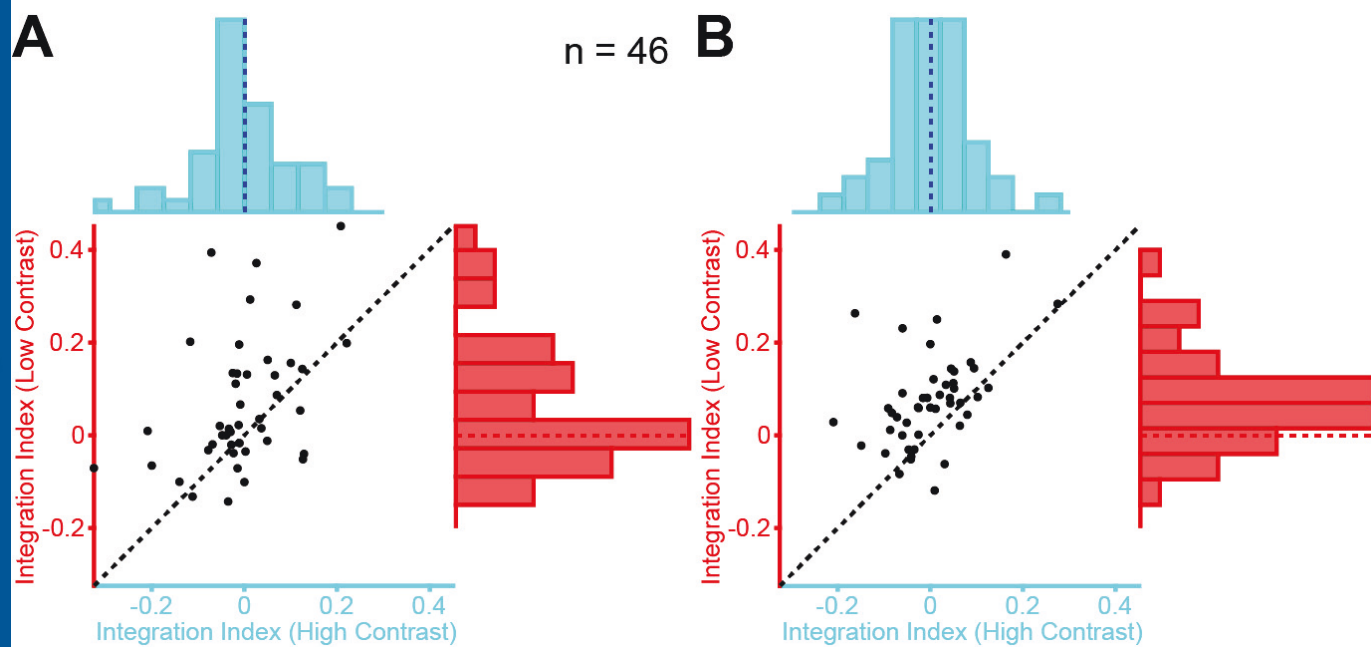 A
n = 46
B
Integration Index (Low Contrast)
0.4
0.2
0
-0.2
-0.2
0
0.2
0.4
Integration Index (High Contrast)
Integration Index (Low Contrast)
0.4
0.2
0
-0.2
-0.2
0
0.2
0.4
Integration Index (High Contrast)